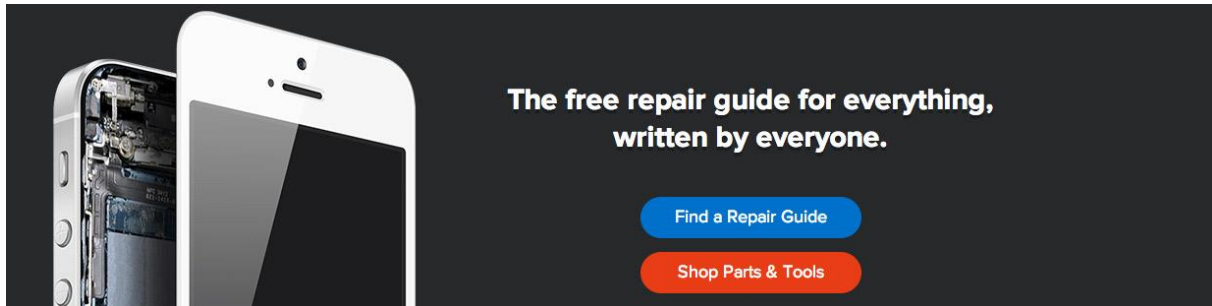 The free repair guide for everything,
written by everyone.
Find a Repair Guide
Shop Parts & Tools